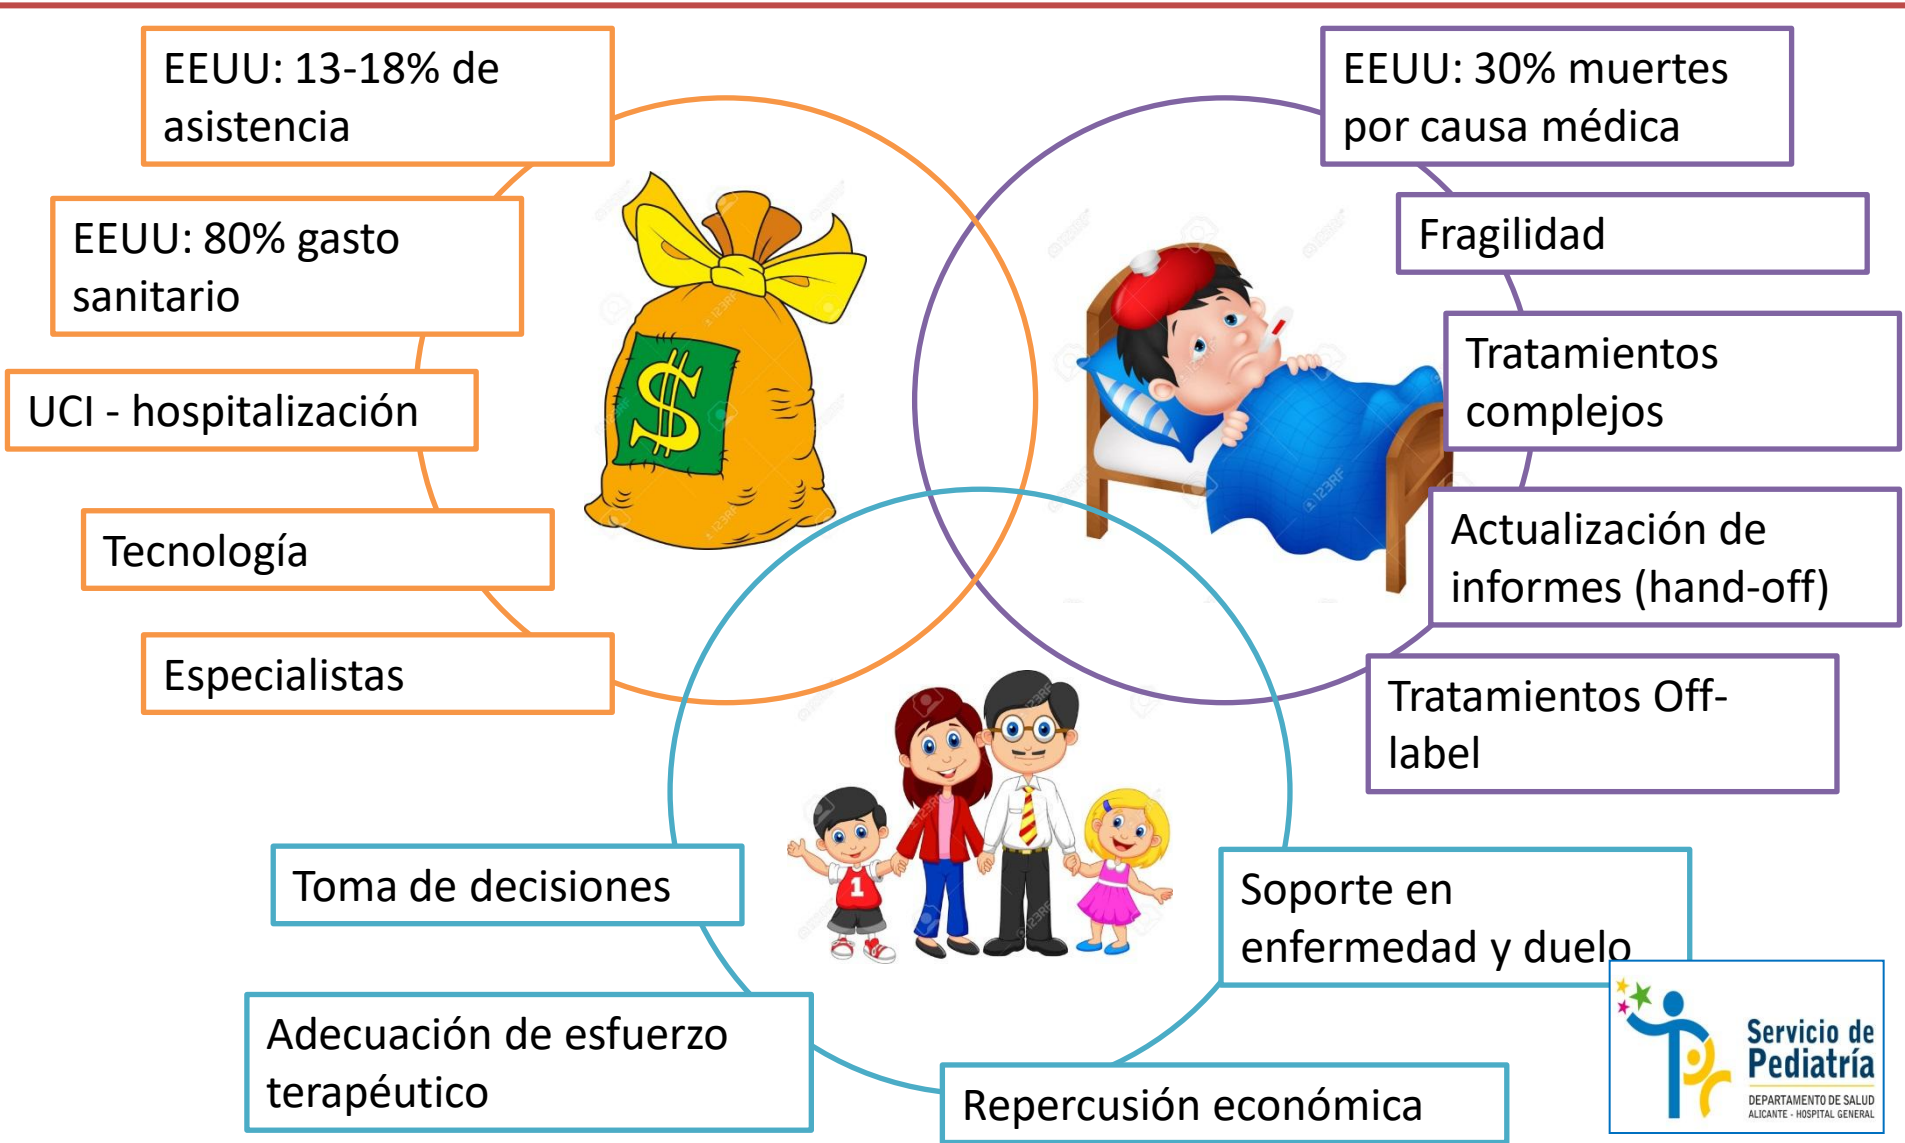 EEUU: 13-18% de
asistencia
EEUU: 80% gasto
sanitario
UCI - hospitalización
Tecnología
Especialistas
$
EEUU: 30% muertes
por causa médica
Fragilidad
Tratamientos
complejos
Actualización de
informes (hand-off)
Tratamientos Off-
label
1
Toma de decisiones
Adecuación de esfuerzo
terapéutico
Repercusión económica
Soporte en
enfermedad y duelo
Servicio de
Pediatría
DEPARTAMENTO DE SALUD
ALICANTE - HOSPITAL GENERAL